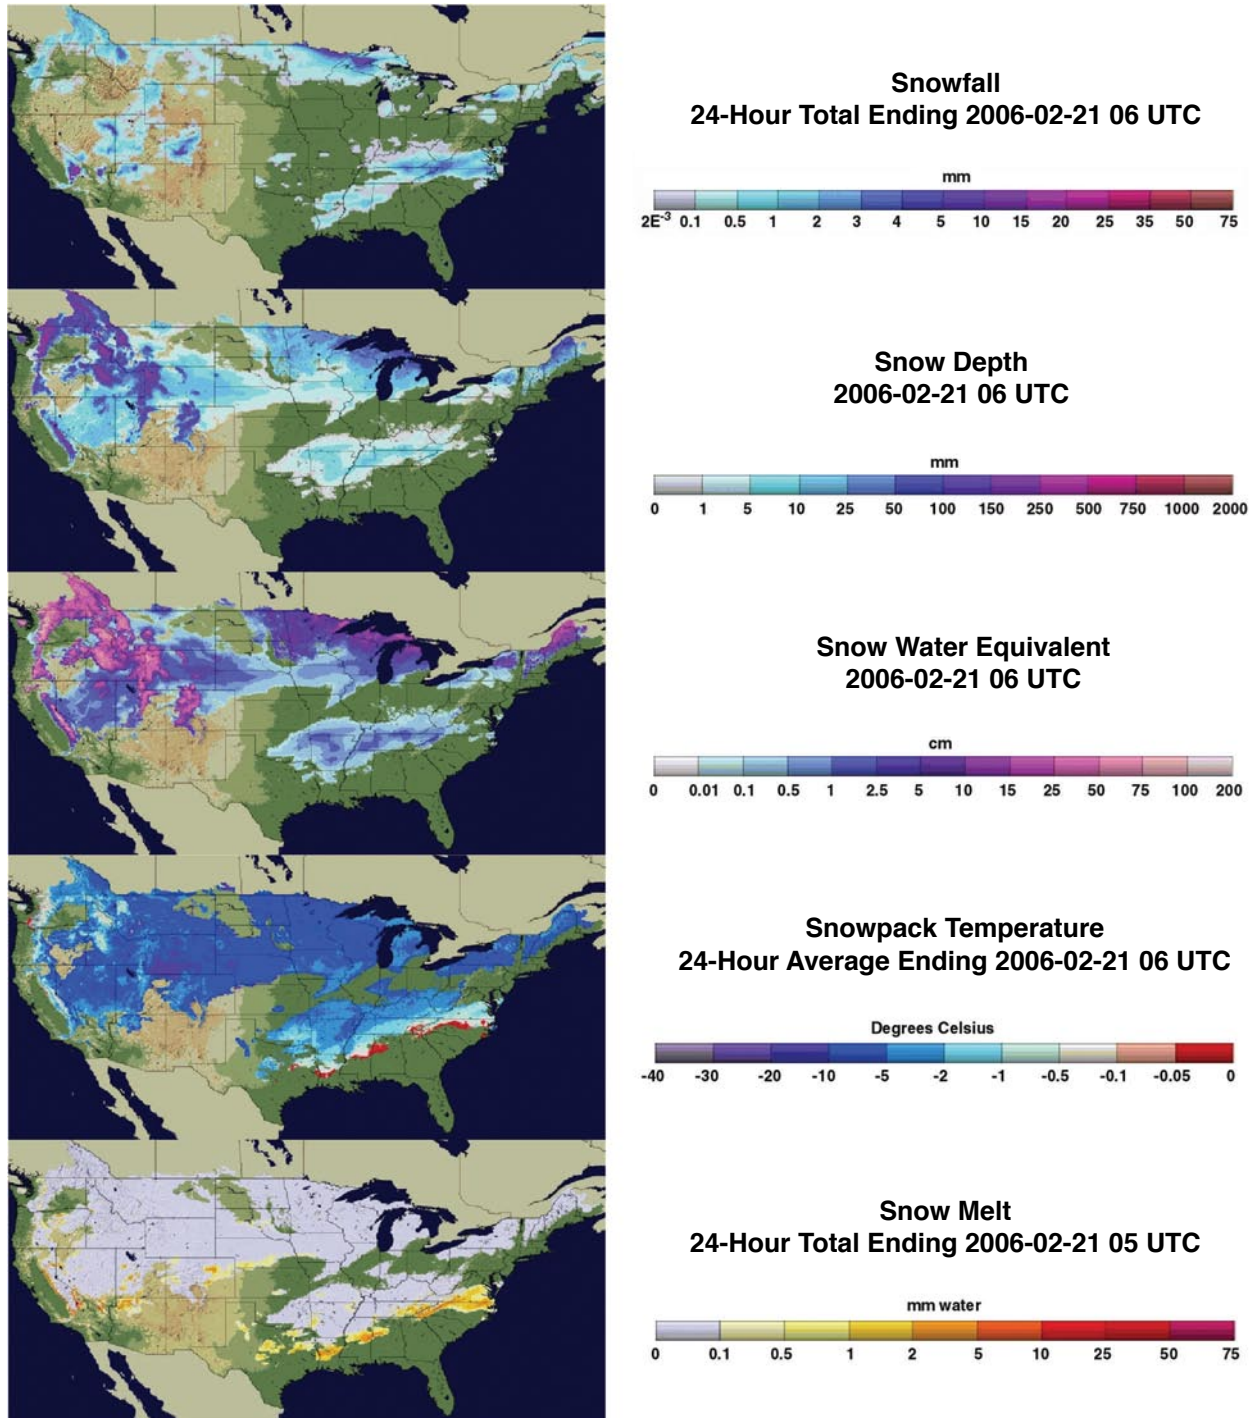 Snowfall
24-Hour Total Ending 2006-02-21 06 UTC
mm
2E-3 0.1 0.5 1 2 3 4 5 10 15 20 25 35 50 75
Snow Depth
2006-02-21 06 UTC
mm
0 1 5 10 25 50 100 150 250 500 750 1000 2000
Snow Water Equivalent
2006-02-21 06 UTC
cm
0 0.01 0.1 0.5 1 2.5 5 10 15 25 50 75 100 200
Snowpack Temperature
24-Hour Average Ending 2006-02-21 06 UTC
Degrees Celsius
-40 -30 -20 -10 -5 -2 -1 -0.5 -0.1 -0.05 0
Snow Melt
24-Hour Total Ending 2006-02-21 05 UTC
mm water
0 0.1 0.5 1 2 5 10 25 50 75